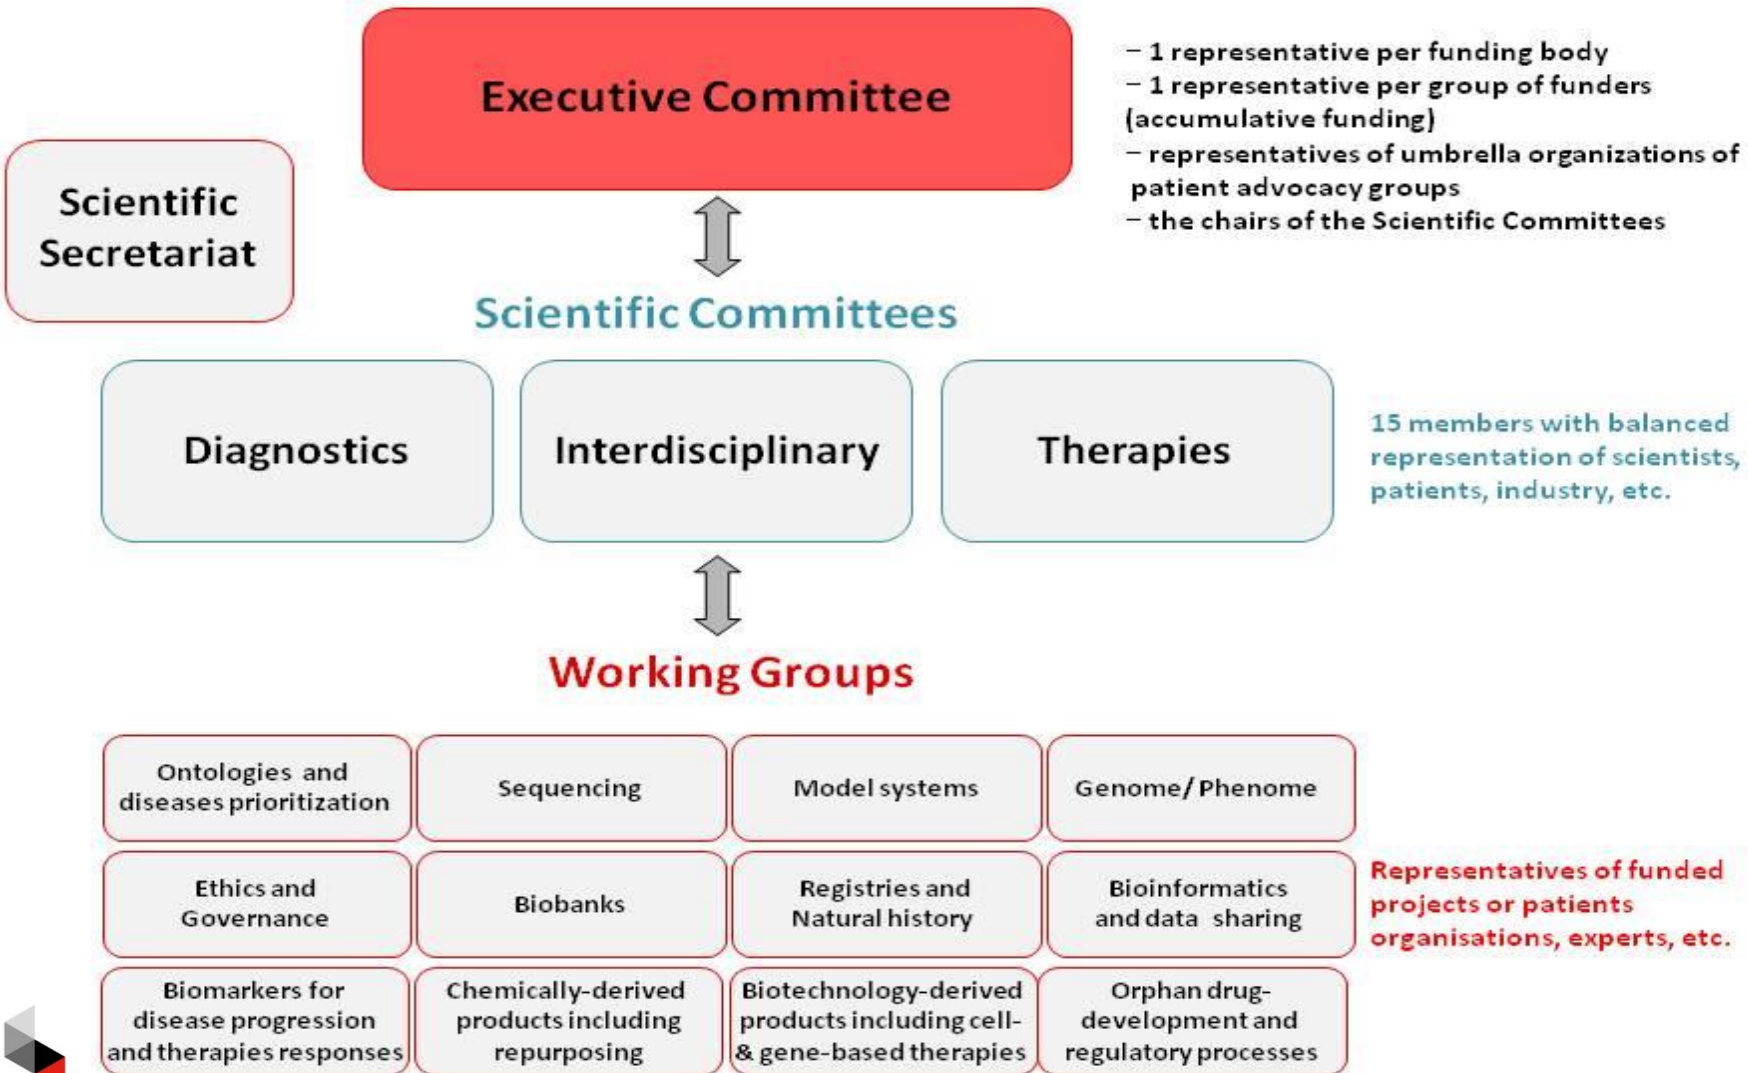 Executive Committee
– 1 representative per funding body
– 1 representative per group of funders
(accumulative funding)
– representatives of umbrella organizations of
patient advocacy groups
– the chairs of the Scientific Committees
Scientific
Secretariat
Scientific Committees
Diagnostics
Interdisciplinary
Therapies
15 members with balanced
representation of scientists,
patients, industry, etc.
Working Groups
Ontologies and
diseases prioritization
Sequencing
Model systems
Genome/ Phenome
Ethics and
Governance
Biobanks
Registries and
Natural history
Bioinformatics
and data sharing
Representatives of funded
projects or patients
organisations, experts, etc.
Biomarkers for
disease progression
and therapies responses
Chemically-derived
products including
repurposing
Biotechnology-derived
products including cell-
& gene-based therapies
Orphan drug-
development and
regulatory processes